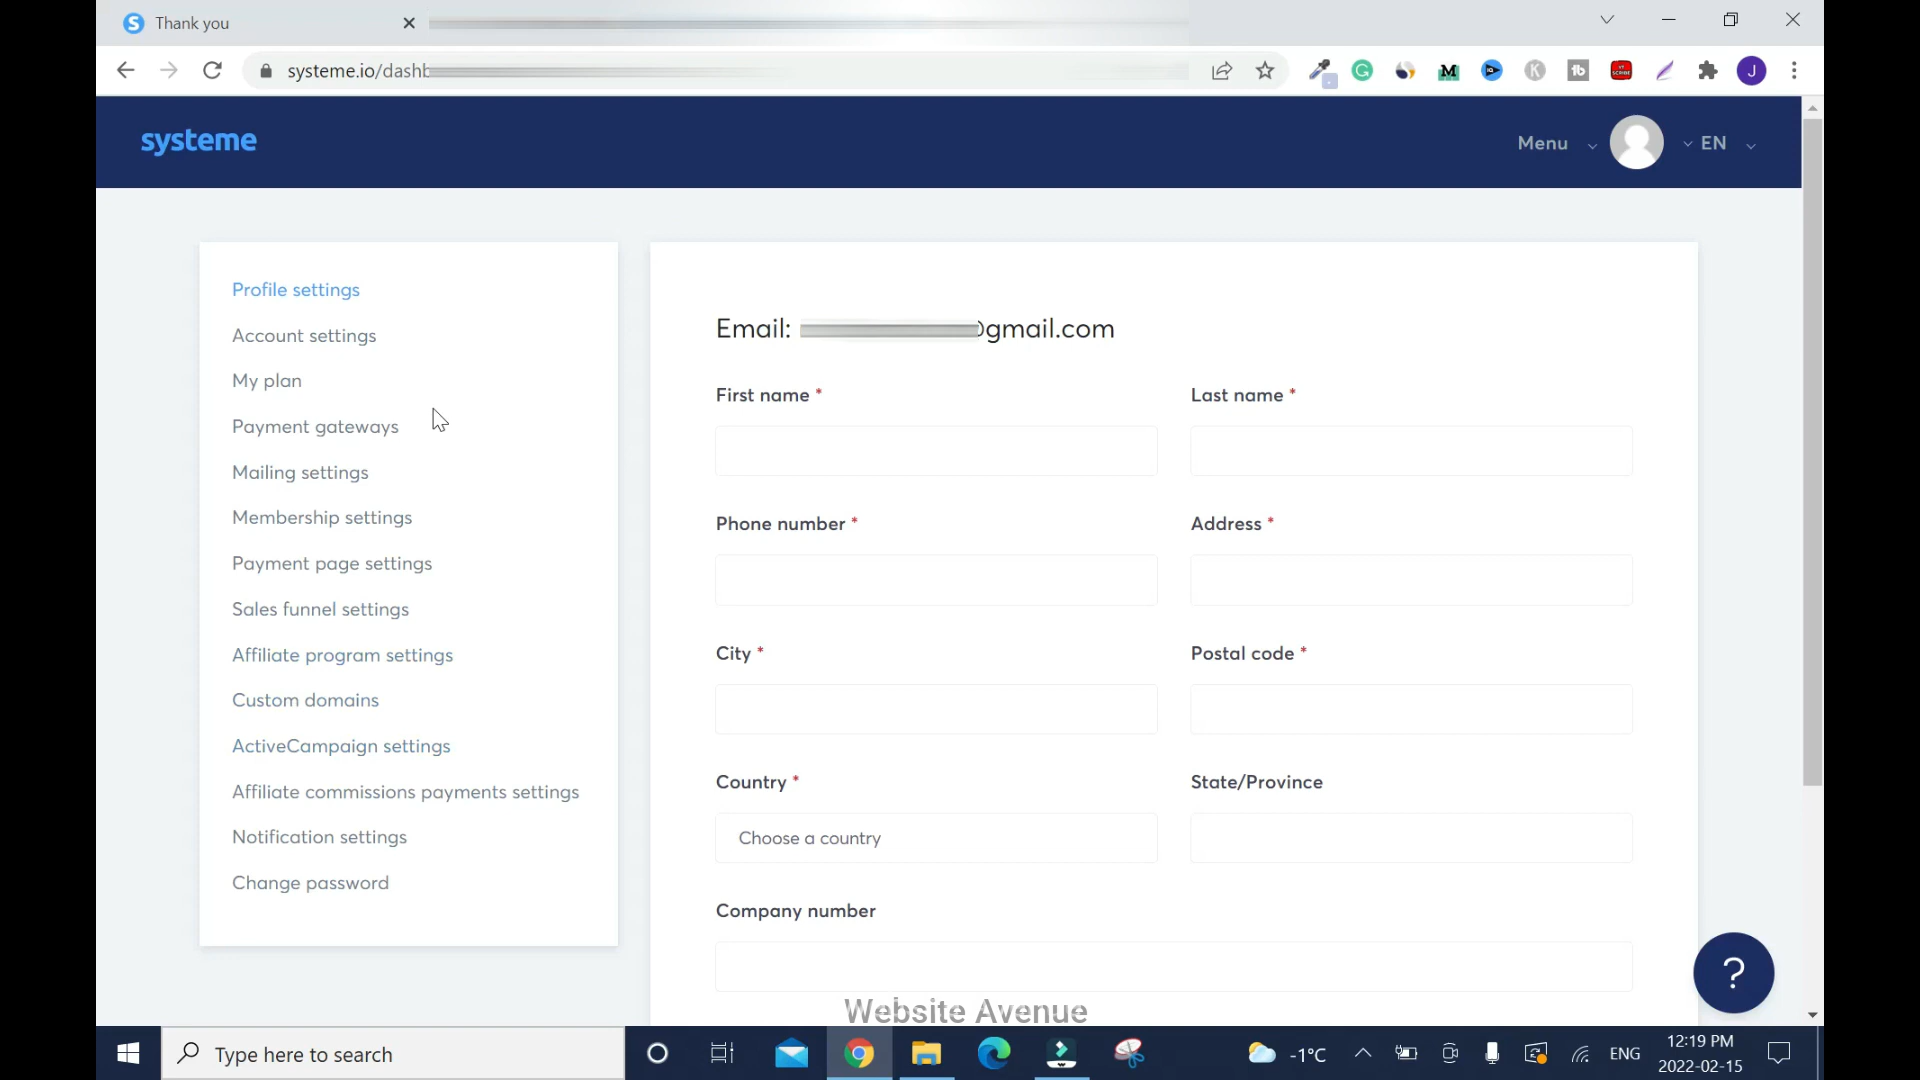 Thank you
systeme.io/dashb
systeme
Menu
EN
Profile settings
Account settings
My plan
Payment gateways
Mailing settings
Membership settings
Payment page settings
Sales funnel settings
Affiliate program settings
Custom domains
ActiveCampaign settings
Affiliate commissions payments settings
Notification settings
Change password
Email: @gmail.com
First name *
Last name *
Phone number *
Address *
City *
Postal code *
Country *
State/Province
Choose a country
Company number
?
Website Avenue
Type here to search
-1°C
ENG
12:19 PM
2022-02-15